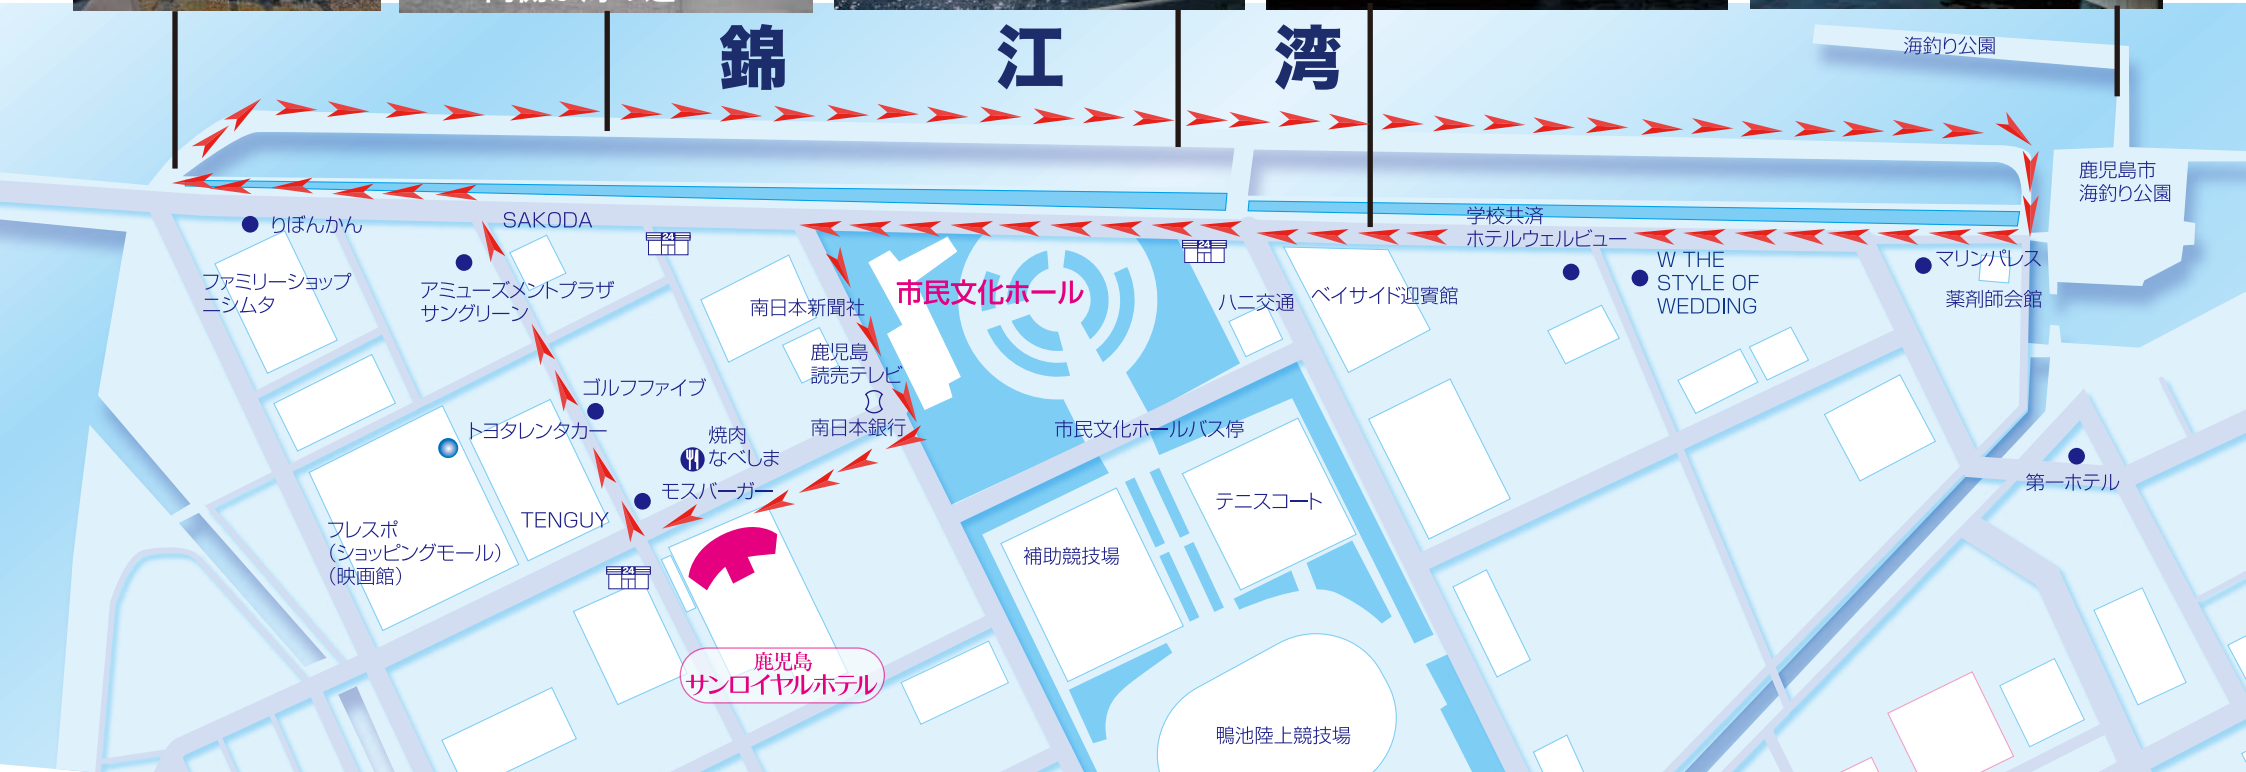 錦江湾
海釣り公園
鹿児島市
海釣り公園
りぼんかん
SAKODA
24
24
学校共済
ホテルウェルビュー
W THE
STYLE OF
WEDDING
マリンパレス
薬剤師会館
ファミリーショップ
ニシムタ
アミューズメントプラザ
サングリーン
南日本新聞社
市民文化ホール
ハニ交通
ベイサイド迎賓館
鹿児島
読売テレビ
南日本銀行
ゴルフファイブ
トヨタレンタカー
焼肉
なべしま
市民文化ホールバス停
モスバーガー
TENGUY
テニスコート
第一ホテル
フレスポ
（ショッピングモール）
（映画館）
24
補助競技場
鹿児島
サンロイヤルホテル
鴨池陸上競技場